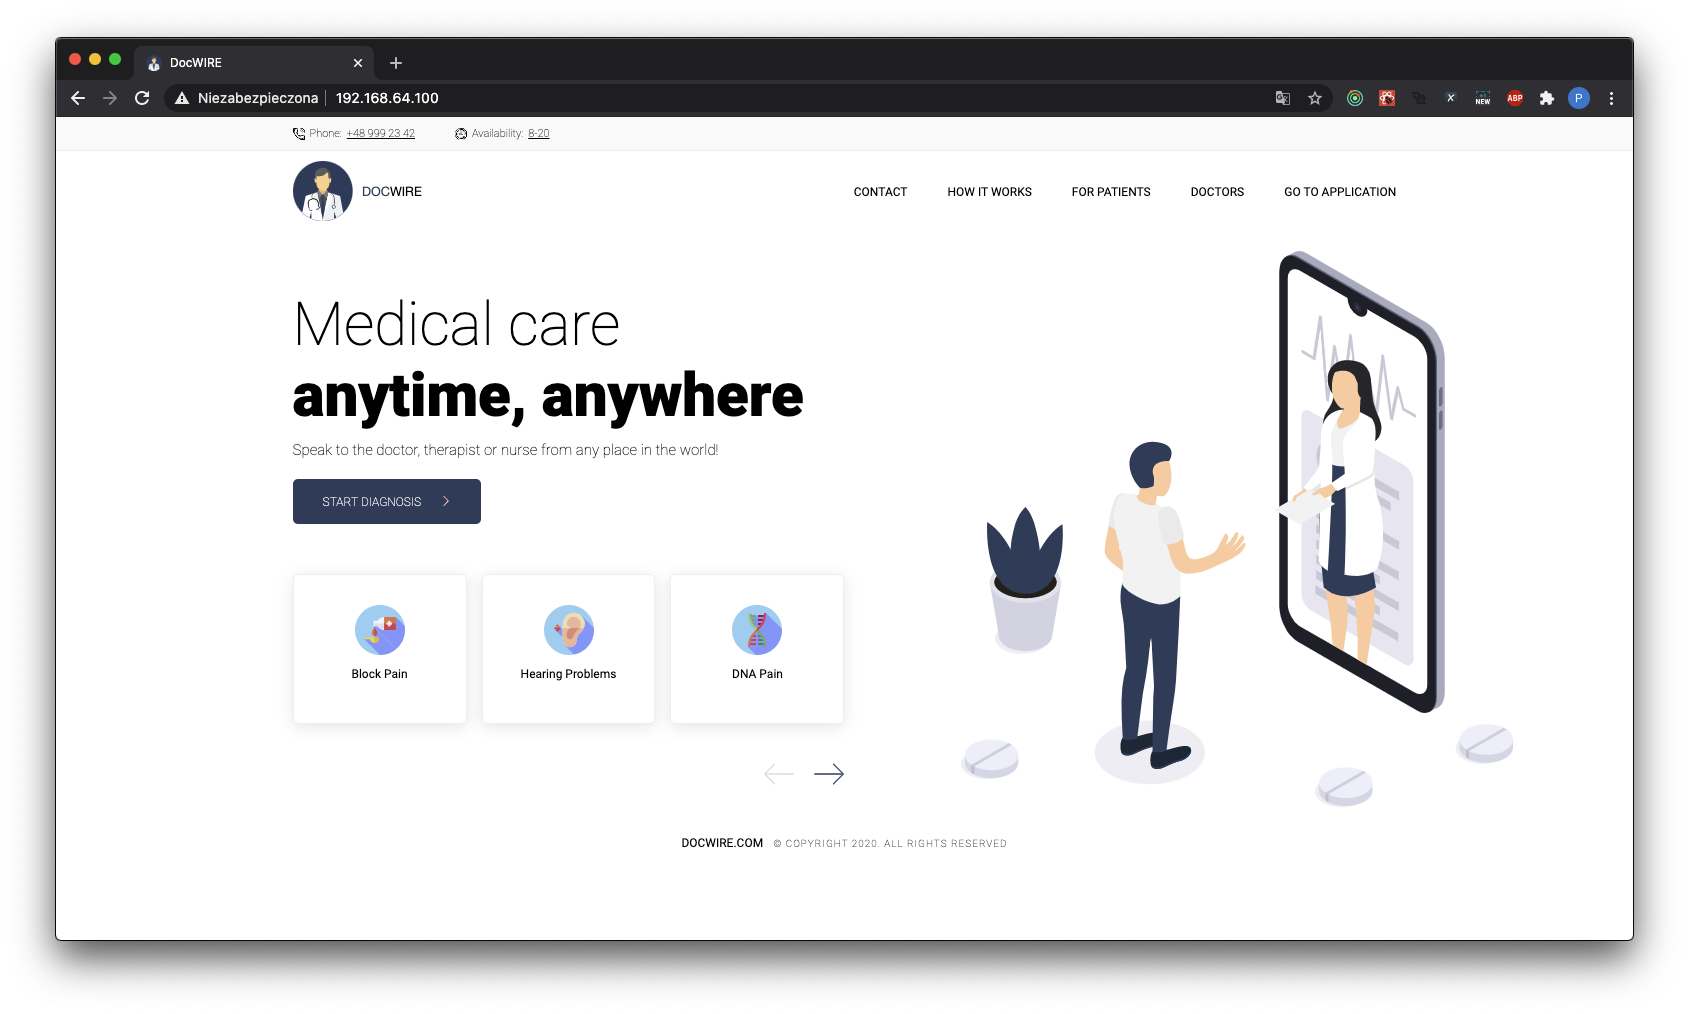 DocWIRE
Niezabezpieczona 192.168.64.100
NEW
ABP
P
Phone: +48 999 23 42 Availability: 8-20
DOCWIRE CONTACT HOW IT WORKS FOR PATIENTS DOCTORS GO TO APPLICATION
Medical care
anytime, anywhere
Speak to the doctor, therapist or nurse from any place in the world!
START DIAGNOSIS
Block Pain Hearing Problems DNA Pain
DOCWIRE.COM © COPYRIGHT 2020. ALL RIGHTS RESERVED